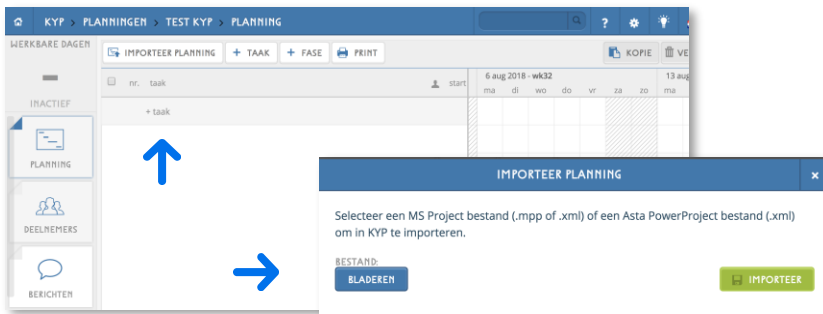 KYP > PLANNINGEN > TEST KYP > PLANNING
?
WERKBARE DAGEN
IMPORTEER PLANNING + TAAK + FASE PRINT KOPIE VE
INACTIEF
nr. taak start
6 aug 2018 - wk32 13 aug
ma di wo do vr za zo ma
+ taak
PLANNING
DEELNEMERS
BERICHTEN
IMPORTEER PLANNING ×
Selecteer een MS Project bestand (.mpp of .xml) of een Asta PowerProject bestand (.xml)
om in KYP te importeren.
BESTAND:
BLADEREN IMPORTEER